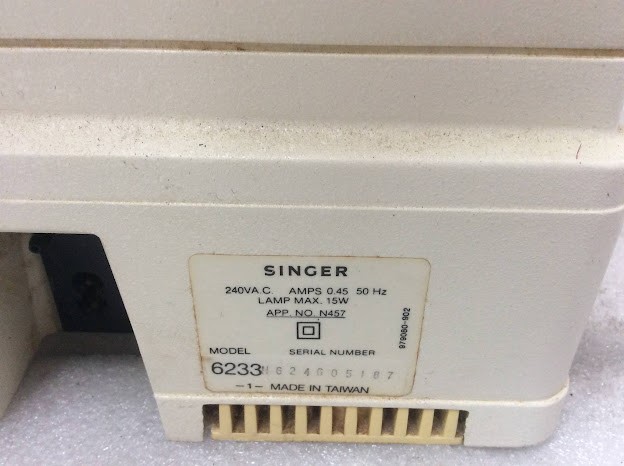 SINGER
240VA.C. AMPS 0.45 50 Hz
LAMP MAX. 15W
APP. NO. N457
979080-902
MODEL SERIAL NUMBER
6233
-1- MADE IN TAIWAN